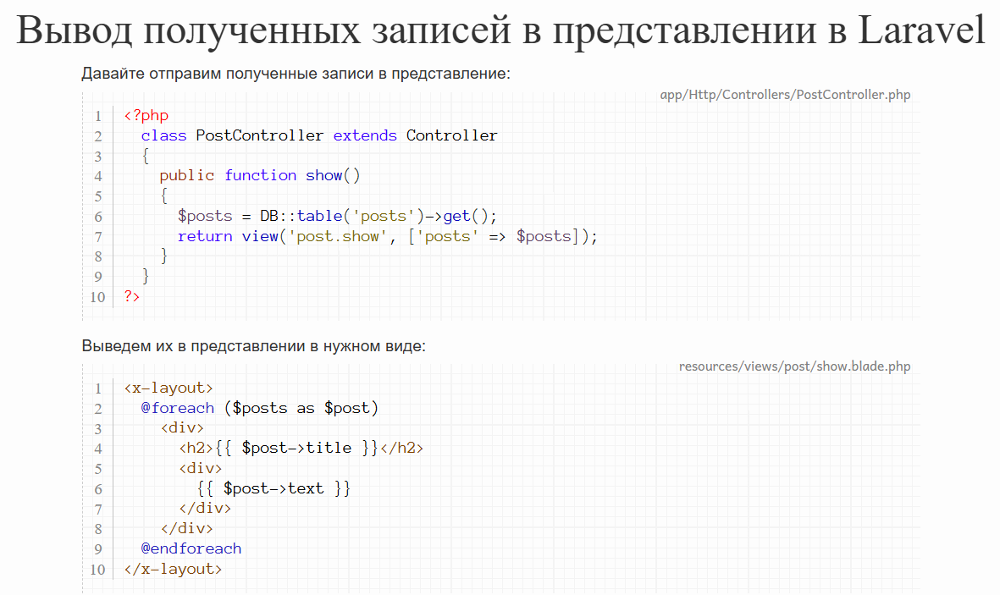 Вывод полученных записей в представлении в Laravel
Давайте отправим полученные записи в представление:
app/Http/Controllers/PostController.php
1 <?php
2 class PostController extends Controller
3 {
4 public function show()
5 {
6 $posts = DB::table('posts')->get();
7 return view('post.show', ['posts' => $posts]);
8 }
9 }
10 ?>
Выведем их в представлении в нужном виде:
resources/views/post/show.blade.php
1 <x-layout>
2 @foreach ($posts as $post)
3 <div>
4 <h2>{{ $post->title }}</h2>
5 <div>
6 {{ $post->text }}
7 </div>
8 </div>
9 @endforeach
10 </x-layout>